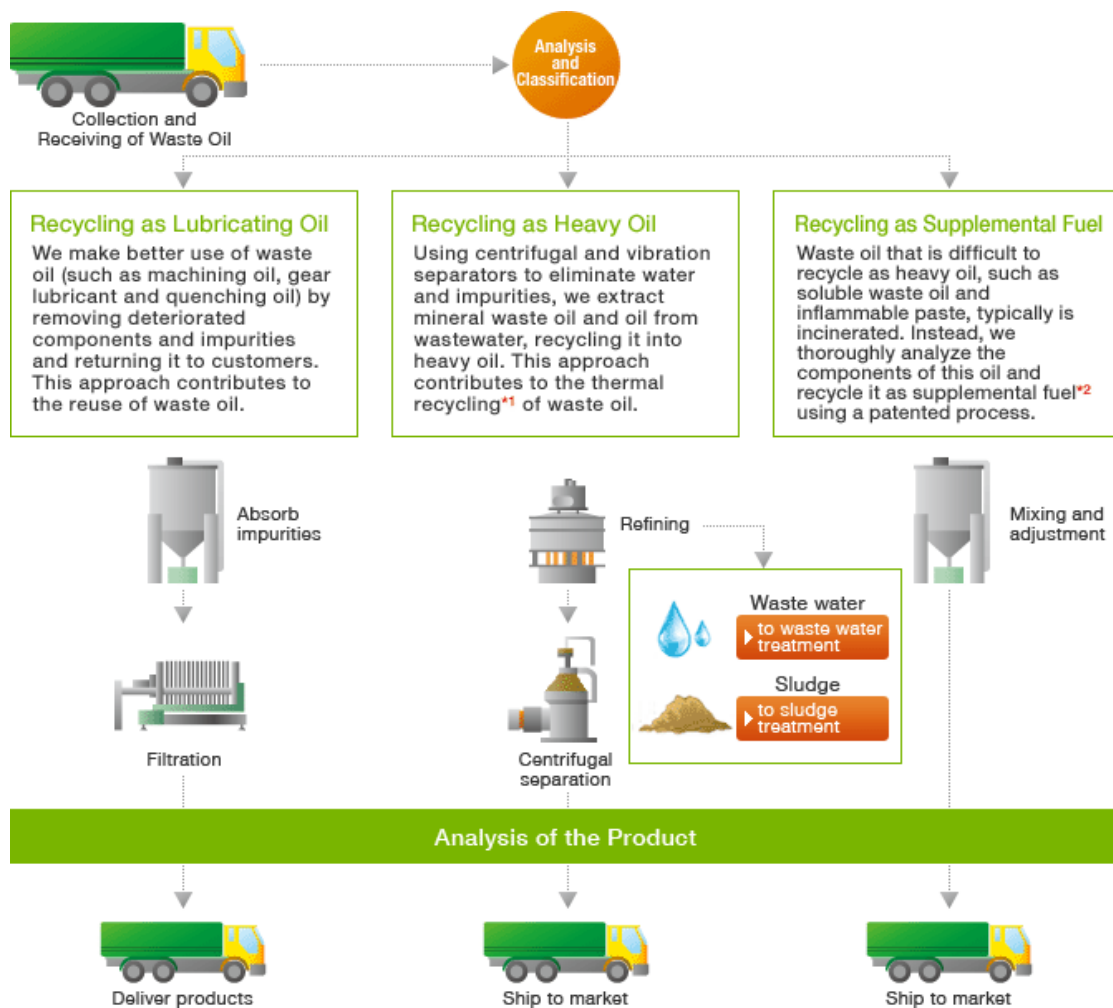 Analysis
and
Classification
Collection and
Receiving of Waste Oil
Recycling as Lubricating Oil
We make better use of waste
oil (such as machining oil, gear
lubricant and quenching oil) by
removing deteriorated
components and impurities
and returning it to customers.
This approach contributes to
the reuse of waste oil.
Recycling as Heavy Oil
Using centrifugal and vibration
separators to eliminate water
and impurities, we extract
mineral waste oil and oil from
wastewater, recycling it into
heavy oil. This approach
contributes to the thermal
recycling*1 of waste oil.
Recycling as Supplemental Fuel
Waste oil that is difficult to
recycle as heavy oil, such as
soluble waste oil and
inflammable paste, typically is
incinerated. Instead, we
thoroughly analyze the
components of this oil and
recycle it as supplemental fuel*2
using a patented process.
Absorb
impurities
Filtration
Refining
Waste water
to waste water
treatment
Sludge
to sludge
treatment
Centrifugal
separation
Mixing and
adjustment
Analysis of the Product
Deliver products
Ship to market
Ship to market